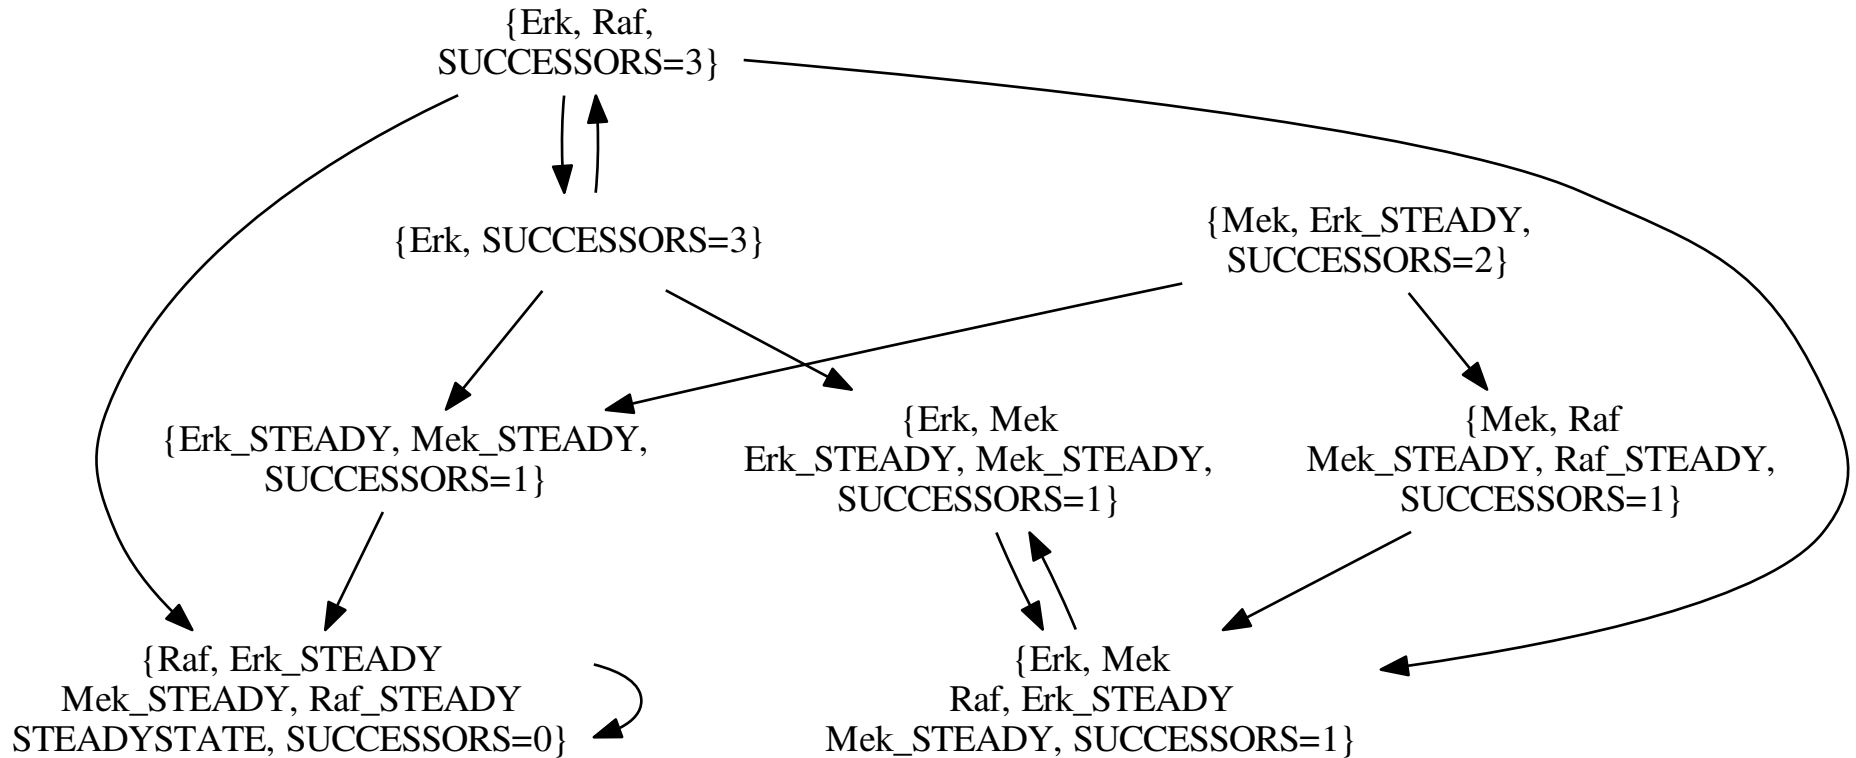 {Erk, Raf,
SUCCESSORS=3}
{Erk, SUCCESSORS=3}
{Mek, Erk_STEADY,
SUCCESSORS=2}
{Erk_STEADY, Mek_STEADY,
SUCCESSORS=1}
{Erk, Mek
Erk_STEADY, Mek_STEADY,
SUCCESSORS=1}
{Mek, Raf
Mek_STEADY, Raf_STEADY,
SUCCESSORS=1}
{Raf, Erk_STEADY
Mek_STEADY, Raf_STEADY
STEADYSTATE, SUCCESSORS=0}
{Erk, Mek
Raf, Erk_STEADY
Mek_STEADY, SUCCESSORS=1}